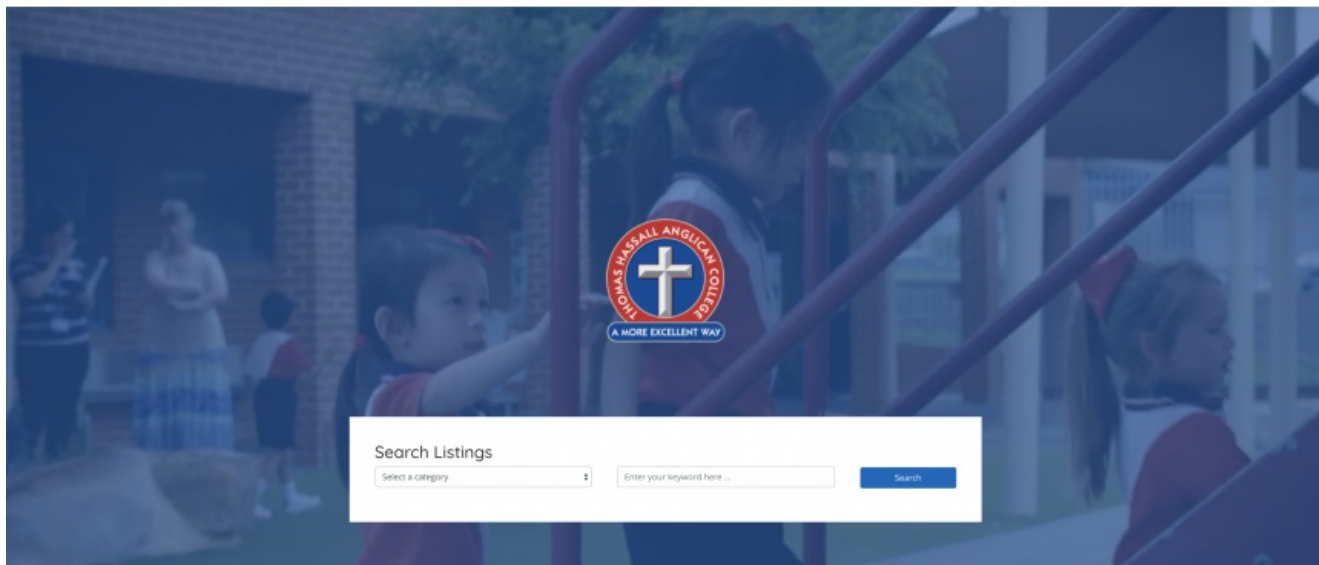 THOMAS HASSALL ANGLICAN COLLEGE
A MORE EXCELLENT WAY
Search Listings
Select a category
Enter your keyword here ...
Search